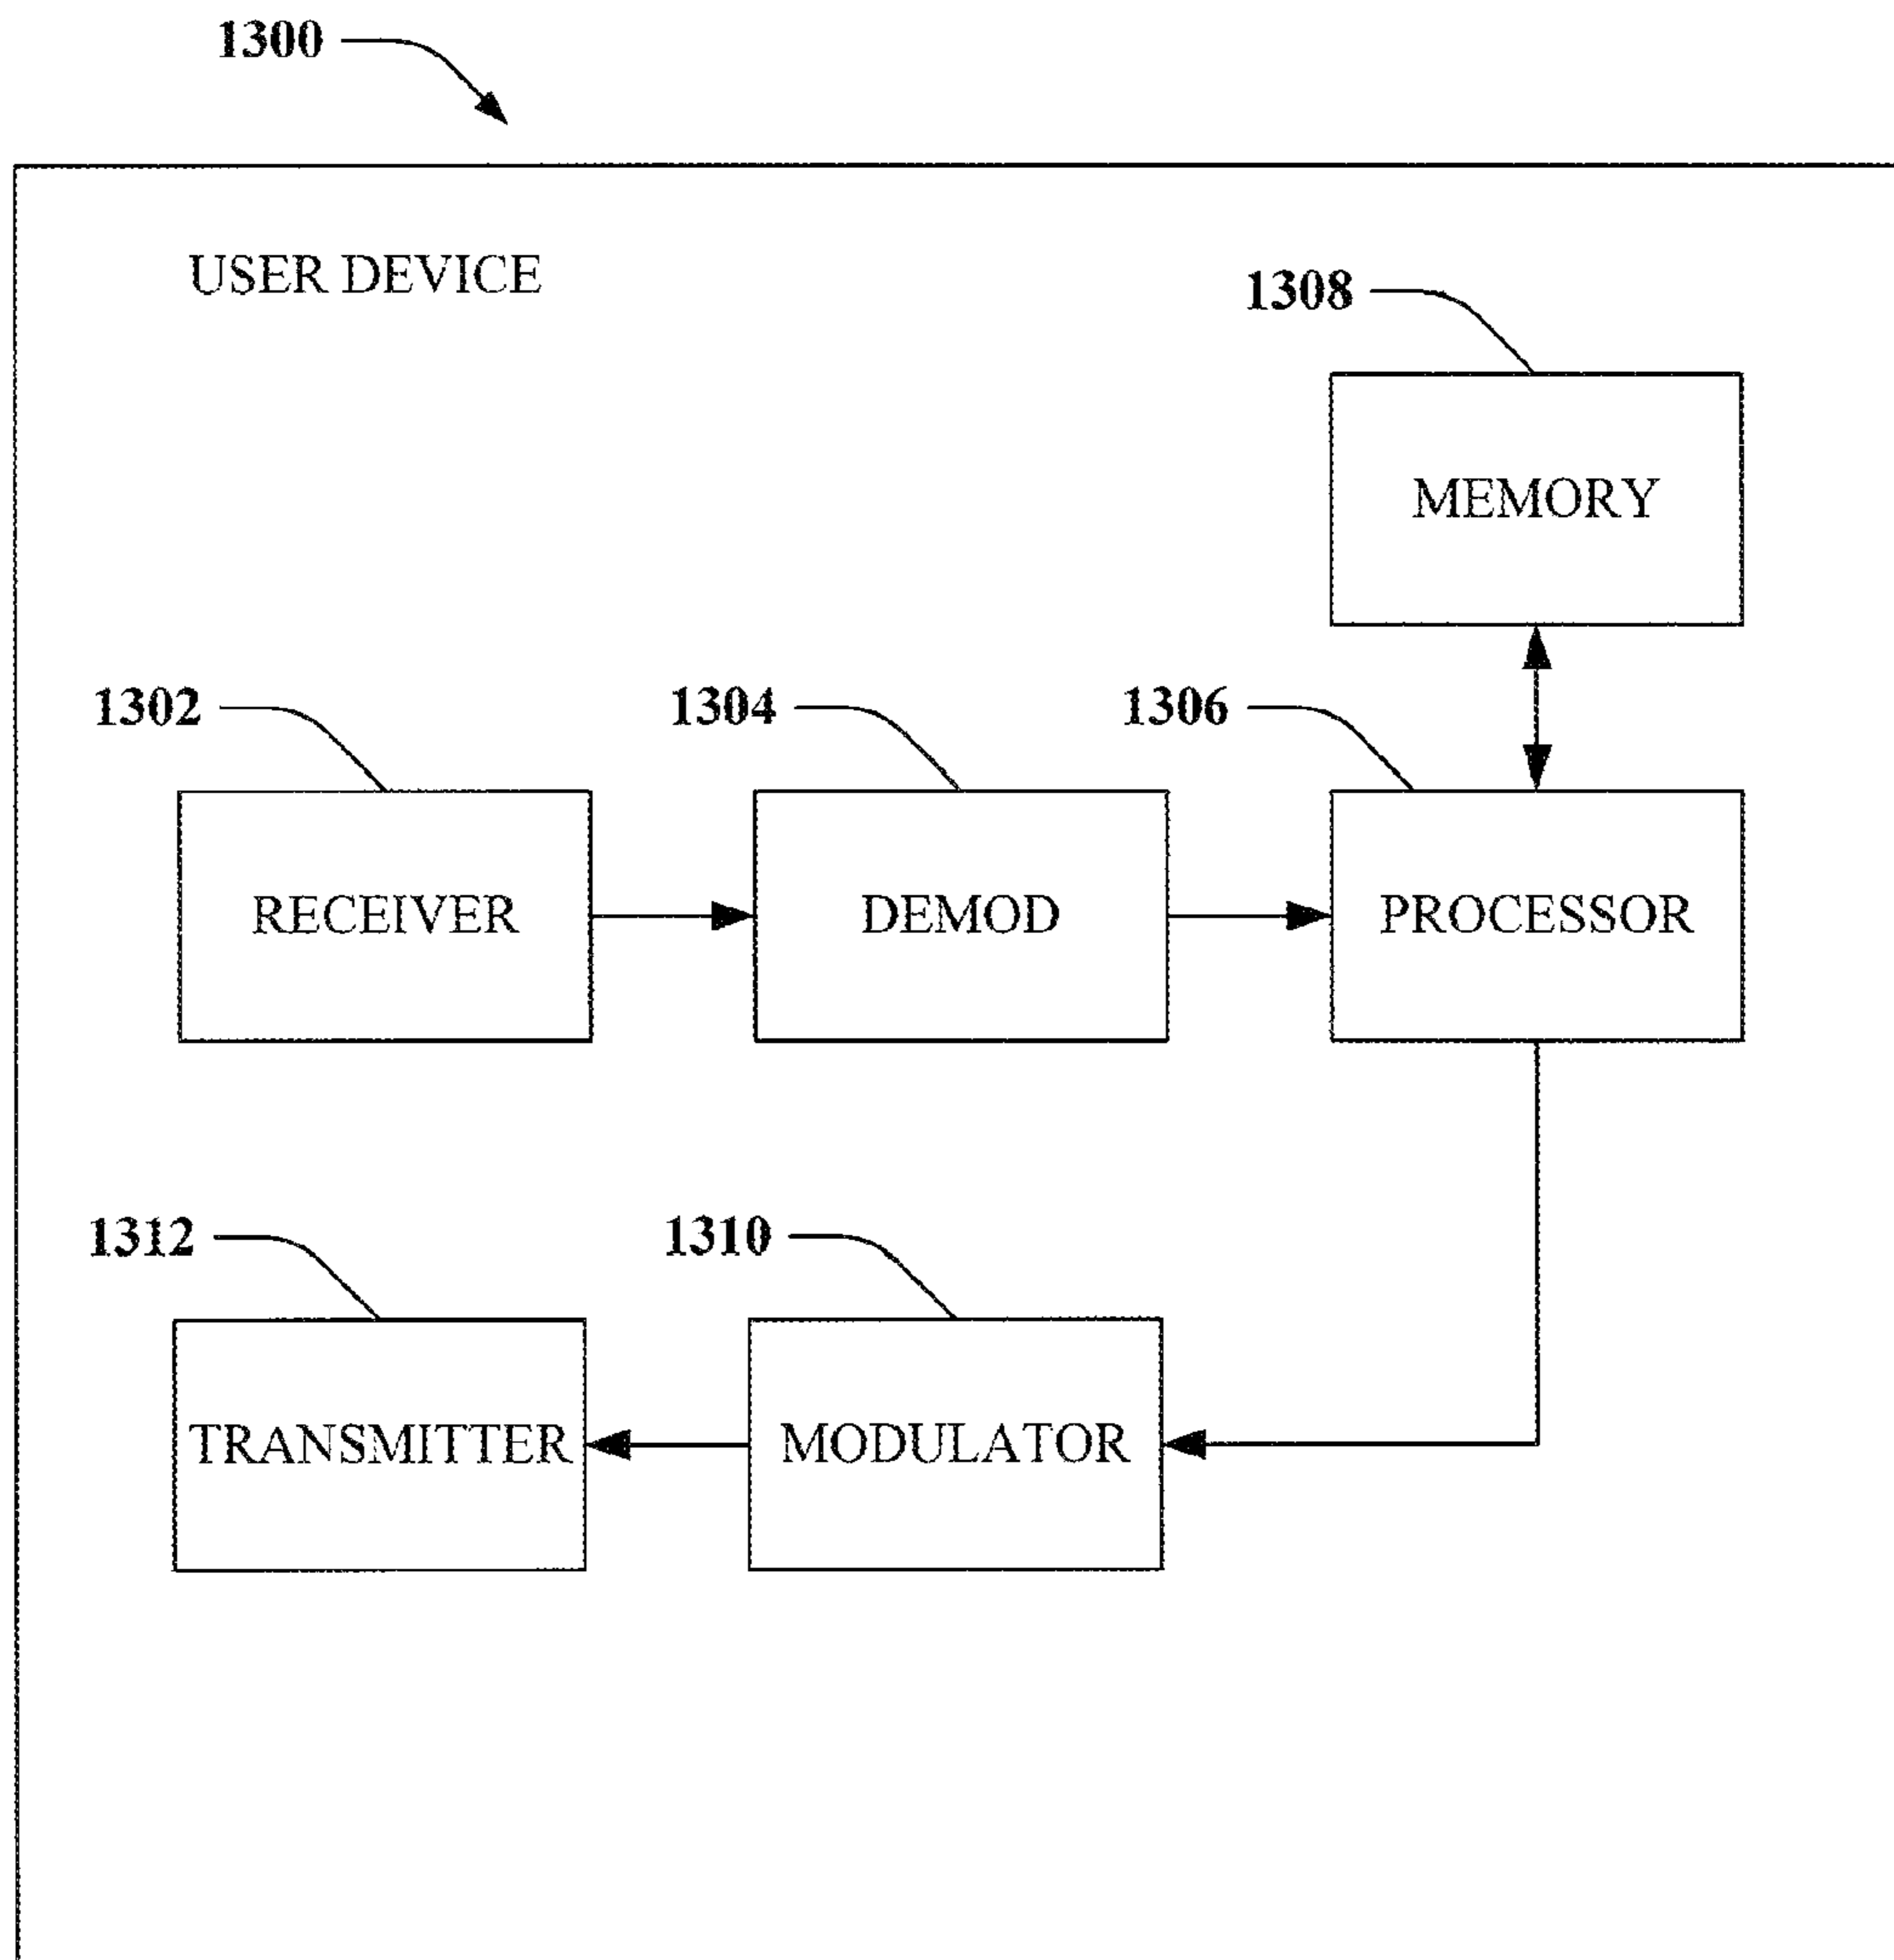 1300
USER DEVICE
1308
MEMORY
1302
1304
1306
RECEIVER
DEMOD
PROCESSOR
1312
1310
TRANSMITTER
MODULATOR